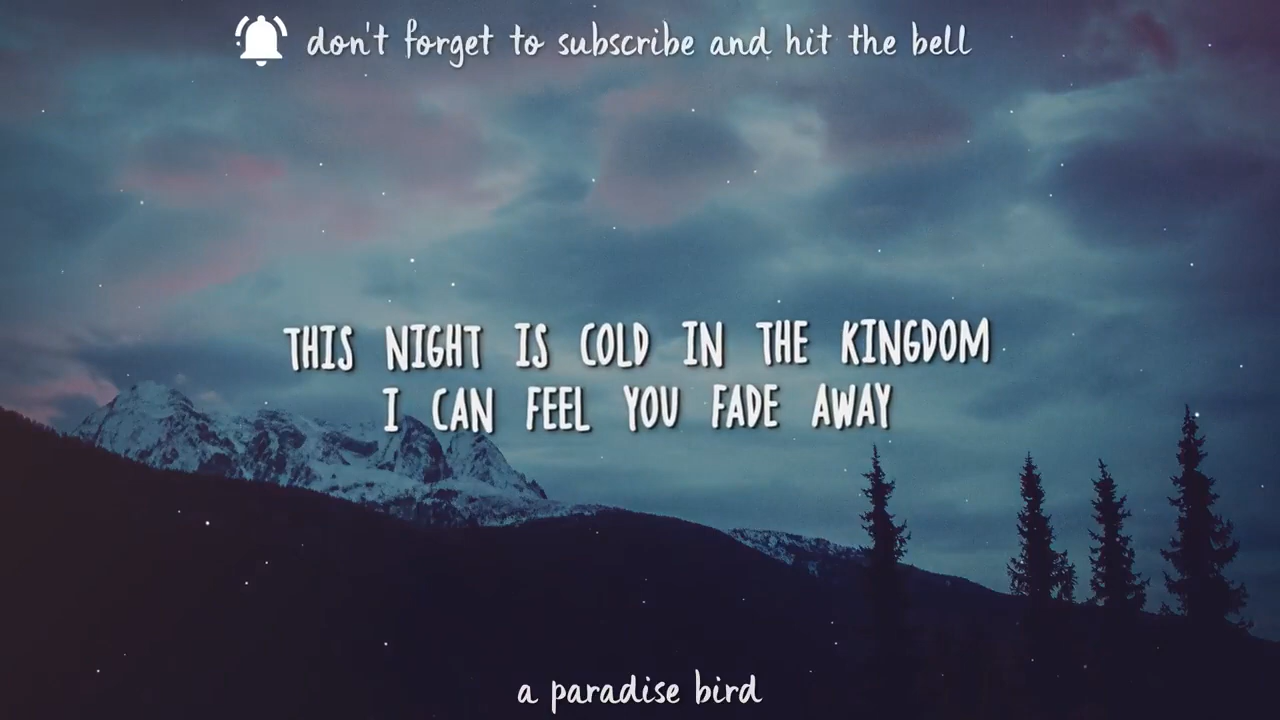 don't forget to subscribe and hit the bell
THIS NIGHT IS COLD IN THE KINGDOM
I CAN FEEL YOU FADE AWAY
a paradise bird